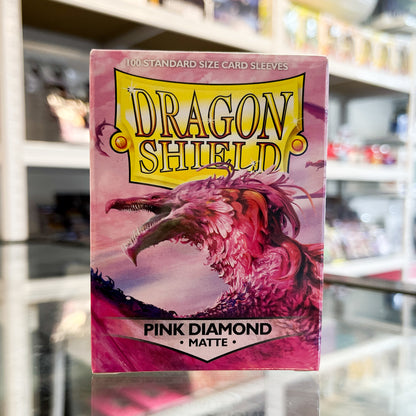 100 STANDARD SIZE CARD SLEEVES
DRAGON
SHIELD
PINK DIAMOND
• MATTE •